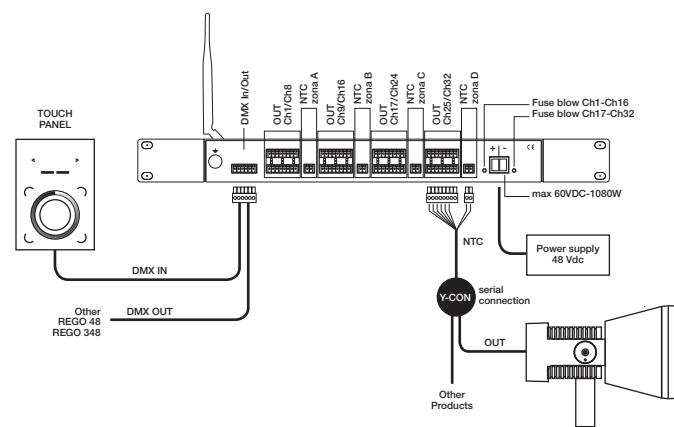 TOUCH
PANEL
DMX In/Out
OUT
Ch1/Ch8
NTC
zona A
OUT
Ch9/Ch16
NTC
zona B
OUT
Ch17/Ch24
NTC
zona C
OUT
Ch25/Ch32
NTC
zona D
Fuse blow Ch1-Ch16
Fuse blow Ch17-Ch32
+ -
CE
max 60VDC-1080W
NTC
Power supply
48 Vdc
DMX IN
Y-CON
serial
connection
Other
REGO 48
REGO 348
DMX OUT
OUT
Other
Products